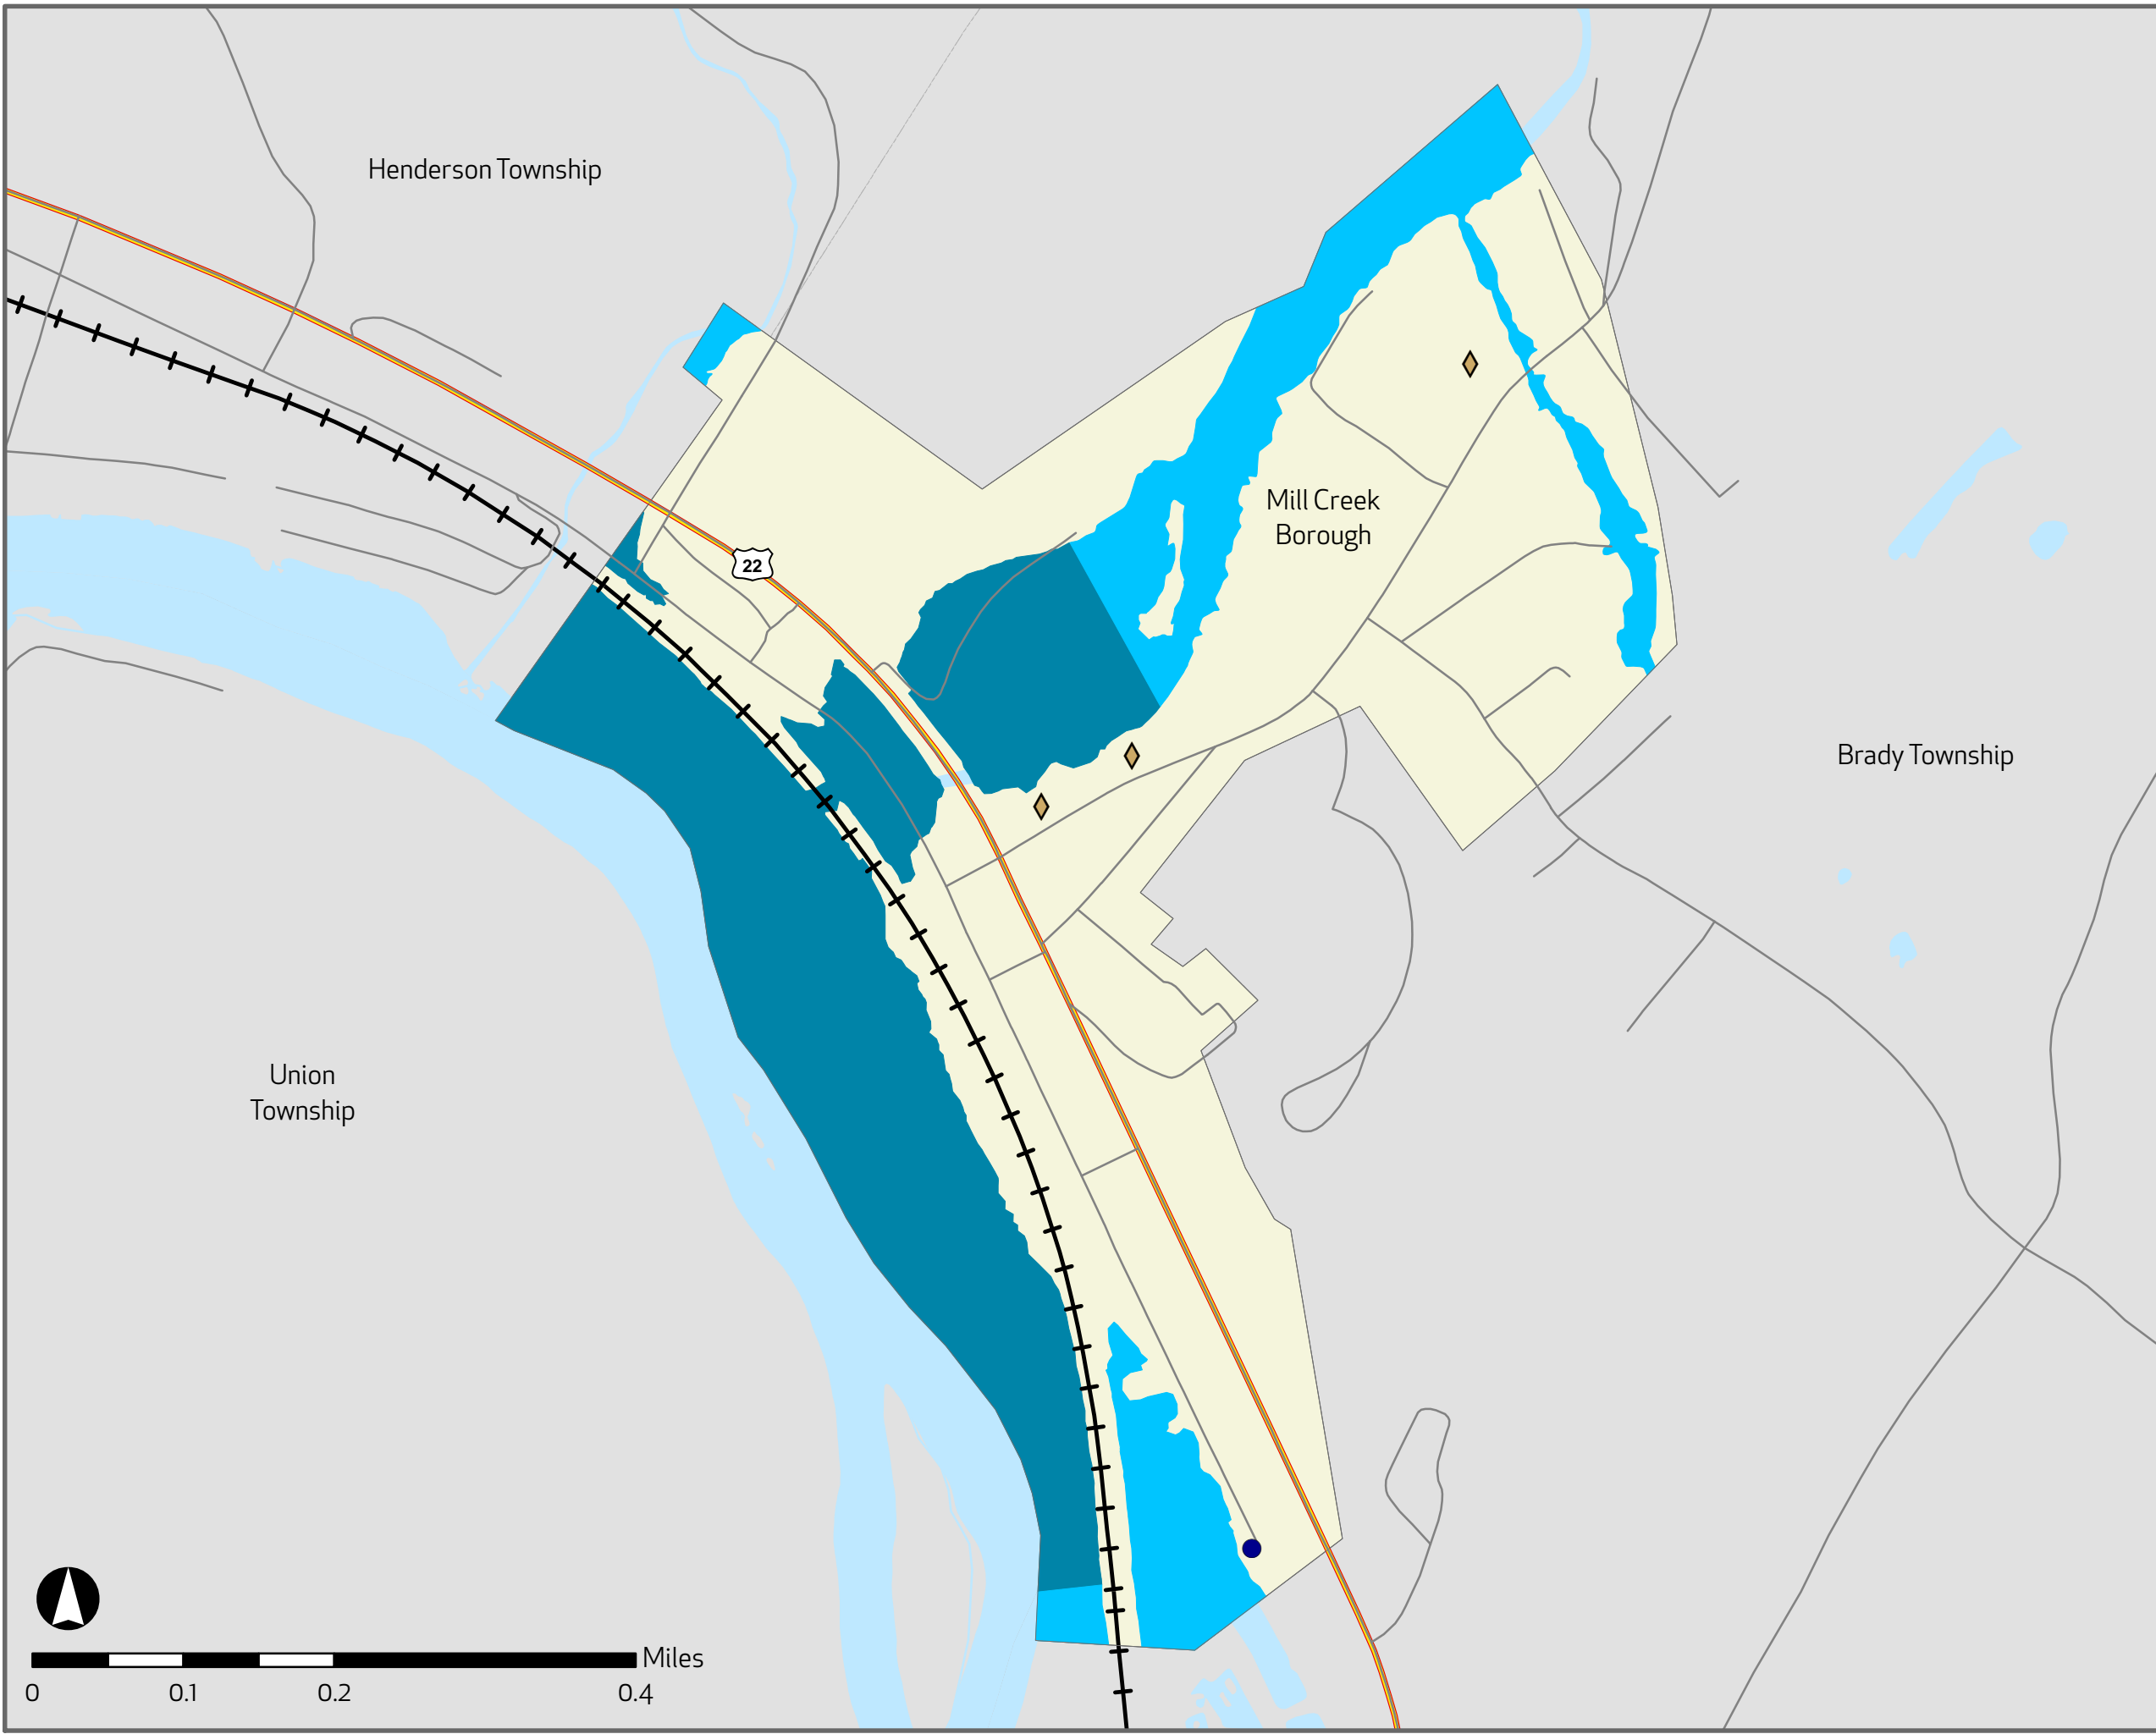 Henderson Township
Mill Creek
Borough
22
Brady Township
Union
Township
Miles
0 0.1 0.2 0.4